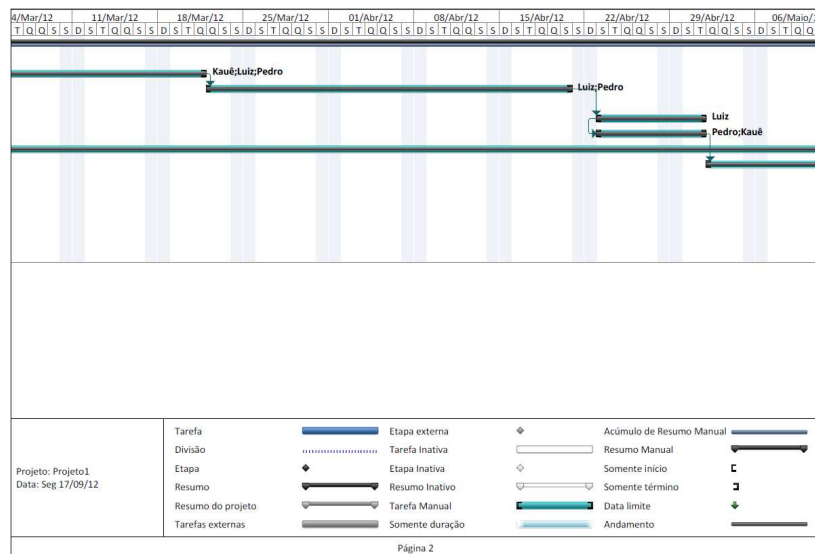 4/Mar/12 11/Mar/12 18/Mar/12 25/Mar/12 01/Abr/12 08/Abr/12 15/Abr/12 22/Abr/12 29/Abr/12 06/Maio/1
T Q Q S S D S T Q Q S S D S T Q Q S S D S T Q Q S S D S T Q Q S S D S T Q Q S S D S T Q Q S S D S T Q Q S S D S T Q Q S S D S T Q Q
Kauê;Luiz;Pedro
Luiz;Pedro
Luiz
Pedro;Kauê
Projeto: Projeto1
Data: Seg 17/09/12
Tarefa
Divisão
Etapa
Resumo
Resumo do projeto
Tarefas externas
Etapa externa
Tarefa Inativa
Etapa Inativa
Resumo Inativo
Tarefa Manual
Somente duração
Acúmulo de Resumo Manual
Resumo Manual
Somente início
Somente término
Data limite
Andamento
Página 2